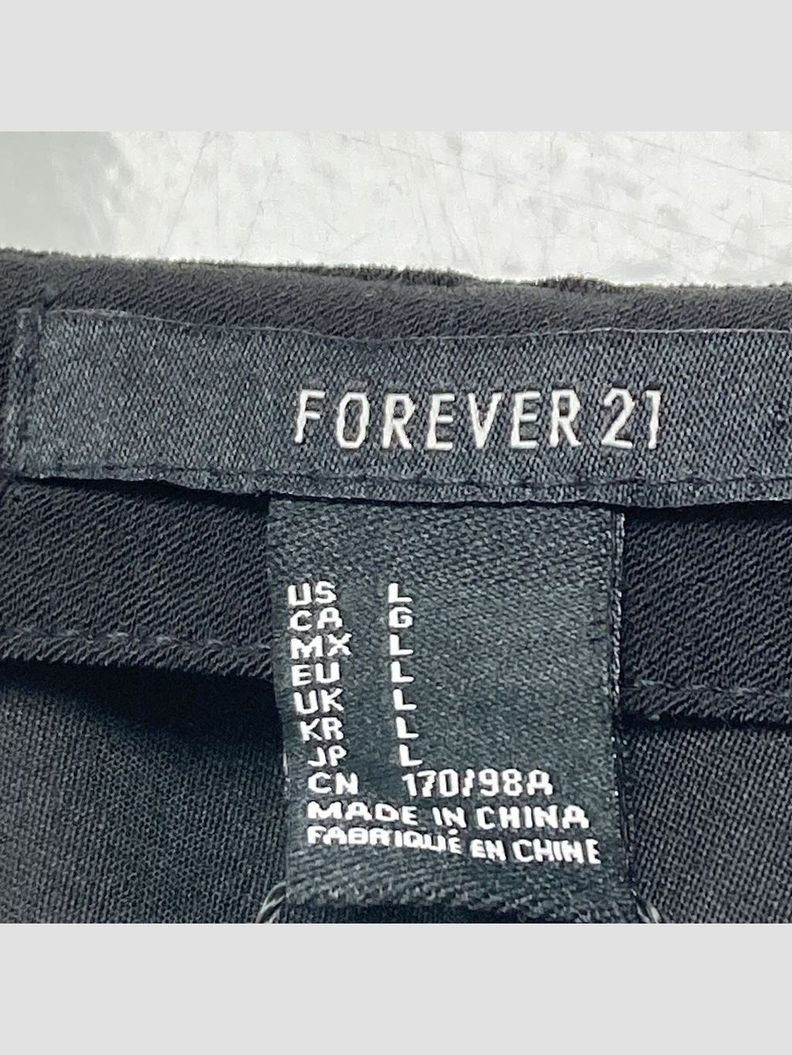 FOREVER 21
US L
CA G
MX L
EU L
UK L
KR L
JP L
CN 170/98A
MADE IN CHINA
FABRIQUÉ EN CHINE